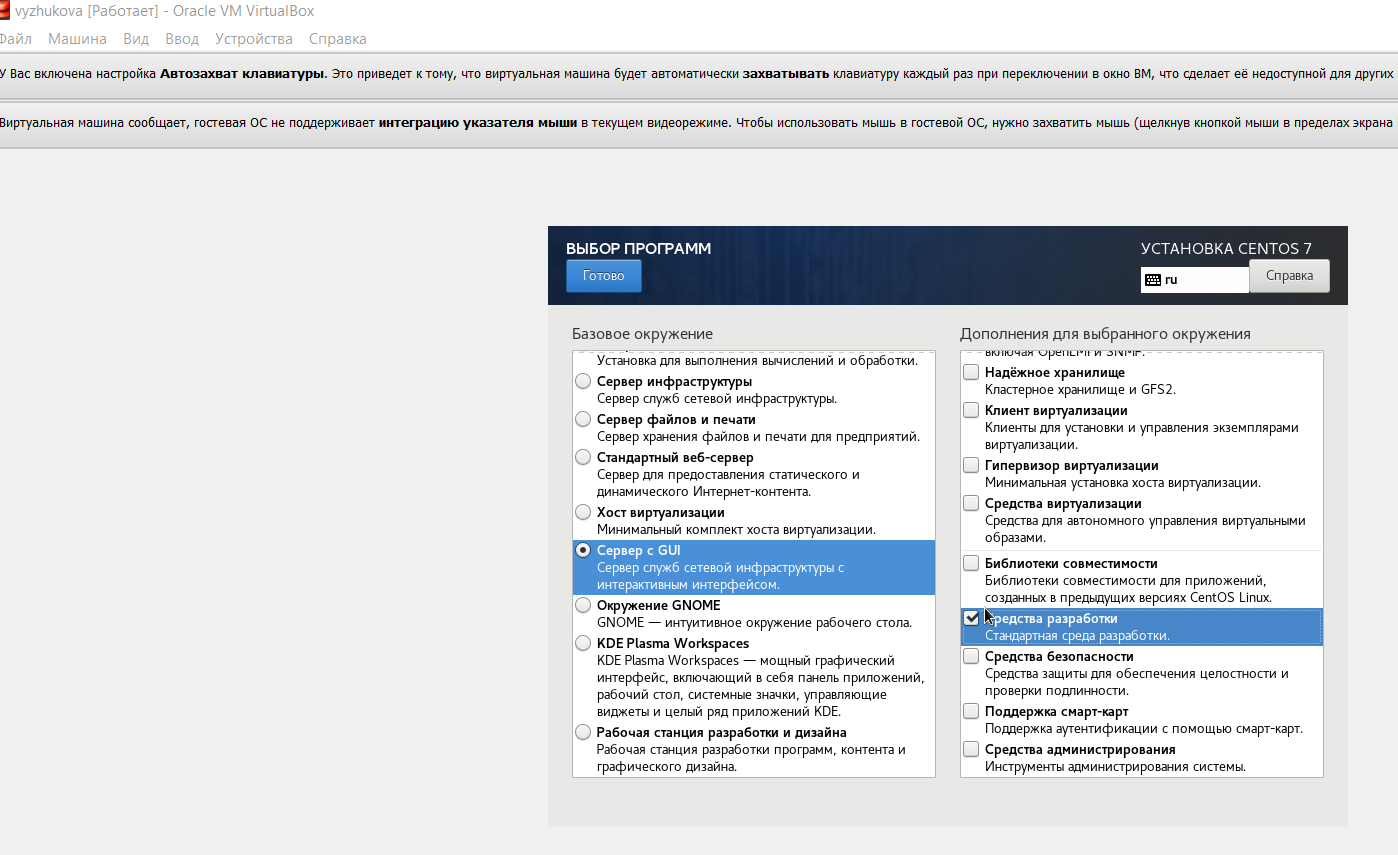 vyzhukova [Работает] - Oracle VM VirtualBox
Файл Машина Вид Ввод Устройства Справка
У Вас включена настройка Автозахват клавиатуры. Это приведет к тому, что виртуальная машина будет автоматически захватывать клавиатуру каждый раз при переключении в окно ВМ, что сделает её недоступной для других
Виртуальная машина сообщает, гостевая ОС не поддерживает интеграцию указателя мыши в текущем видеорежиме. Чтобы использовать мышь в гостевой ОС, нужно захватить мышь (щелкнув кнопкой мыши в пределах экрана
ВЫБОР ПРОГРАММ
Готово
УСТАНОВКА CENTOS 7
ru
Справка
Базовое окружение
Установка для выполнения вычислений и обработки.
Сервер инфраструктуры
Сервер служб сетевой инфраструктуры.
Сервер файлов и печати
Сервер хранения файлов и печати для предприятий.
Стандартный веб-сервер
Сервер для предоставления статического и
динамического Интернет-контента.
Хост виртуализации
Минимальный комплект хоста виртуализации.
Сервер с GUI
Сервер служб сетевой инфраструктуры с
интерактивным интерфейсом.
Окружение GNOME
GNOME — интуитивное окружение рабочего стола.
KDE Plasma Workspaces
KDE Plasma Workspaces — мощный графический
интерфейс, включающий в себя панель приложений,
рабочий стол, системные значки, управляющие
виджеты и целый ряд приложений KDE.
Рабочая станция разработки и дизайна
Рабочая станция разработки программ, контента и
графического дизайна.
Дополнения для выбранного окружения
включая OpenLMI и SNMP.
Надёжное хранилище
Кластерное хранилище и GFS2.
Клиент виртуализации
Клиенты для установки и управления экземплярами
виртуализации.
Гипервизор виртуализации
Минимальная установка хоста виртуализации.
Средства виртуализации
Средства для автономного управления виртуальными
образами.
Библиотеки совместимости
Библиотеки совместимости для приложений,
созданных в предыдущих версиях CentOS Linux.
Средства разработки
Стандартная среда разработки.
Средства безопасности
Средства защиты для обеспечения целостности и
проверки подлинности.
Поддержка смарт-карт
Поддержка аутентификации с помощью смарт-карт.
Средства администрирования
Инструменты администрирования системы.